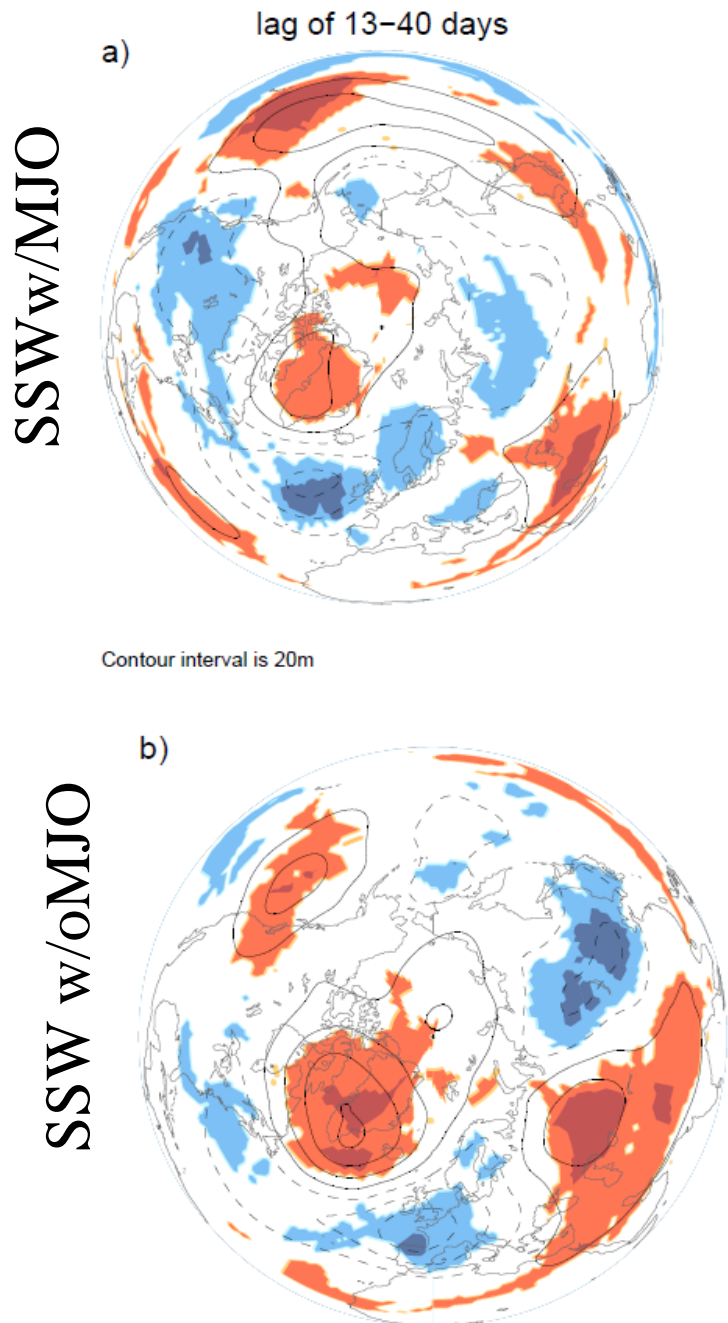 lag of 13−40 days
a)
SSWw/MJO
Contour interval is 20m
b)
SSW w/oMJO